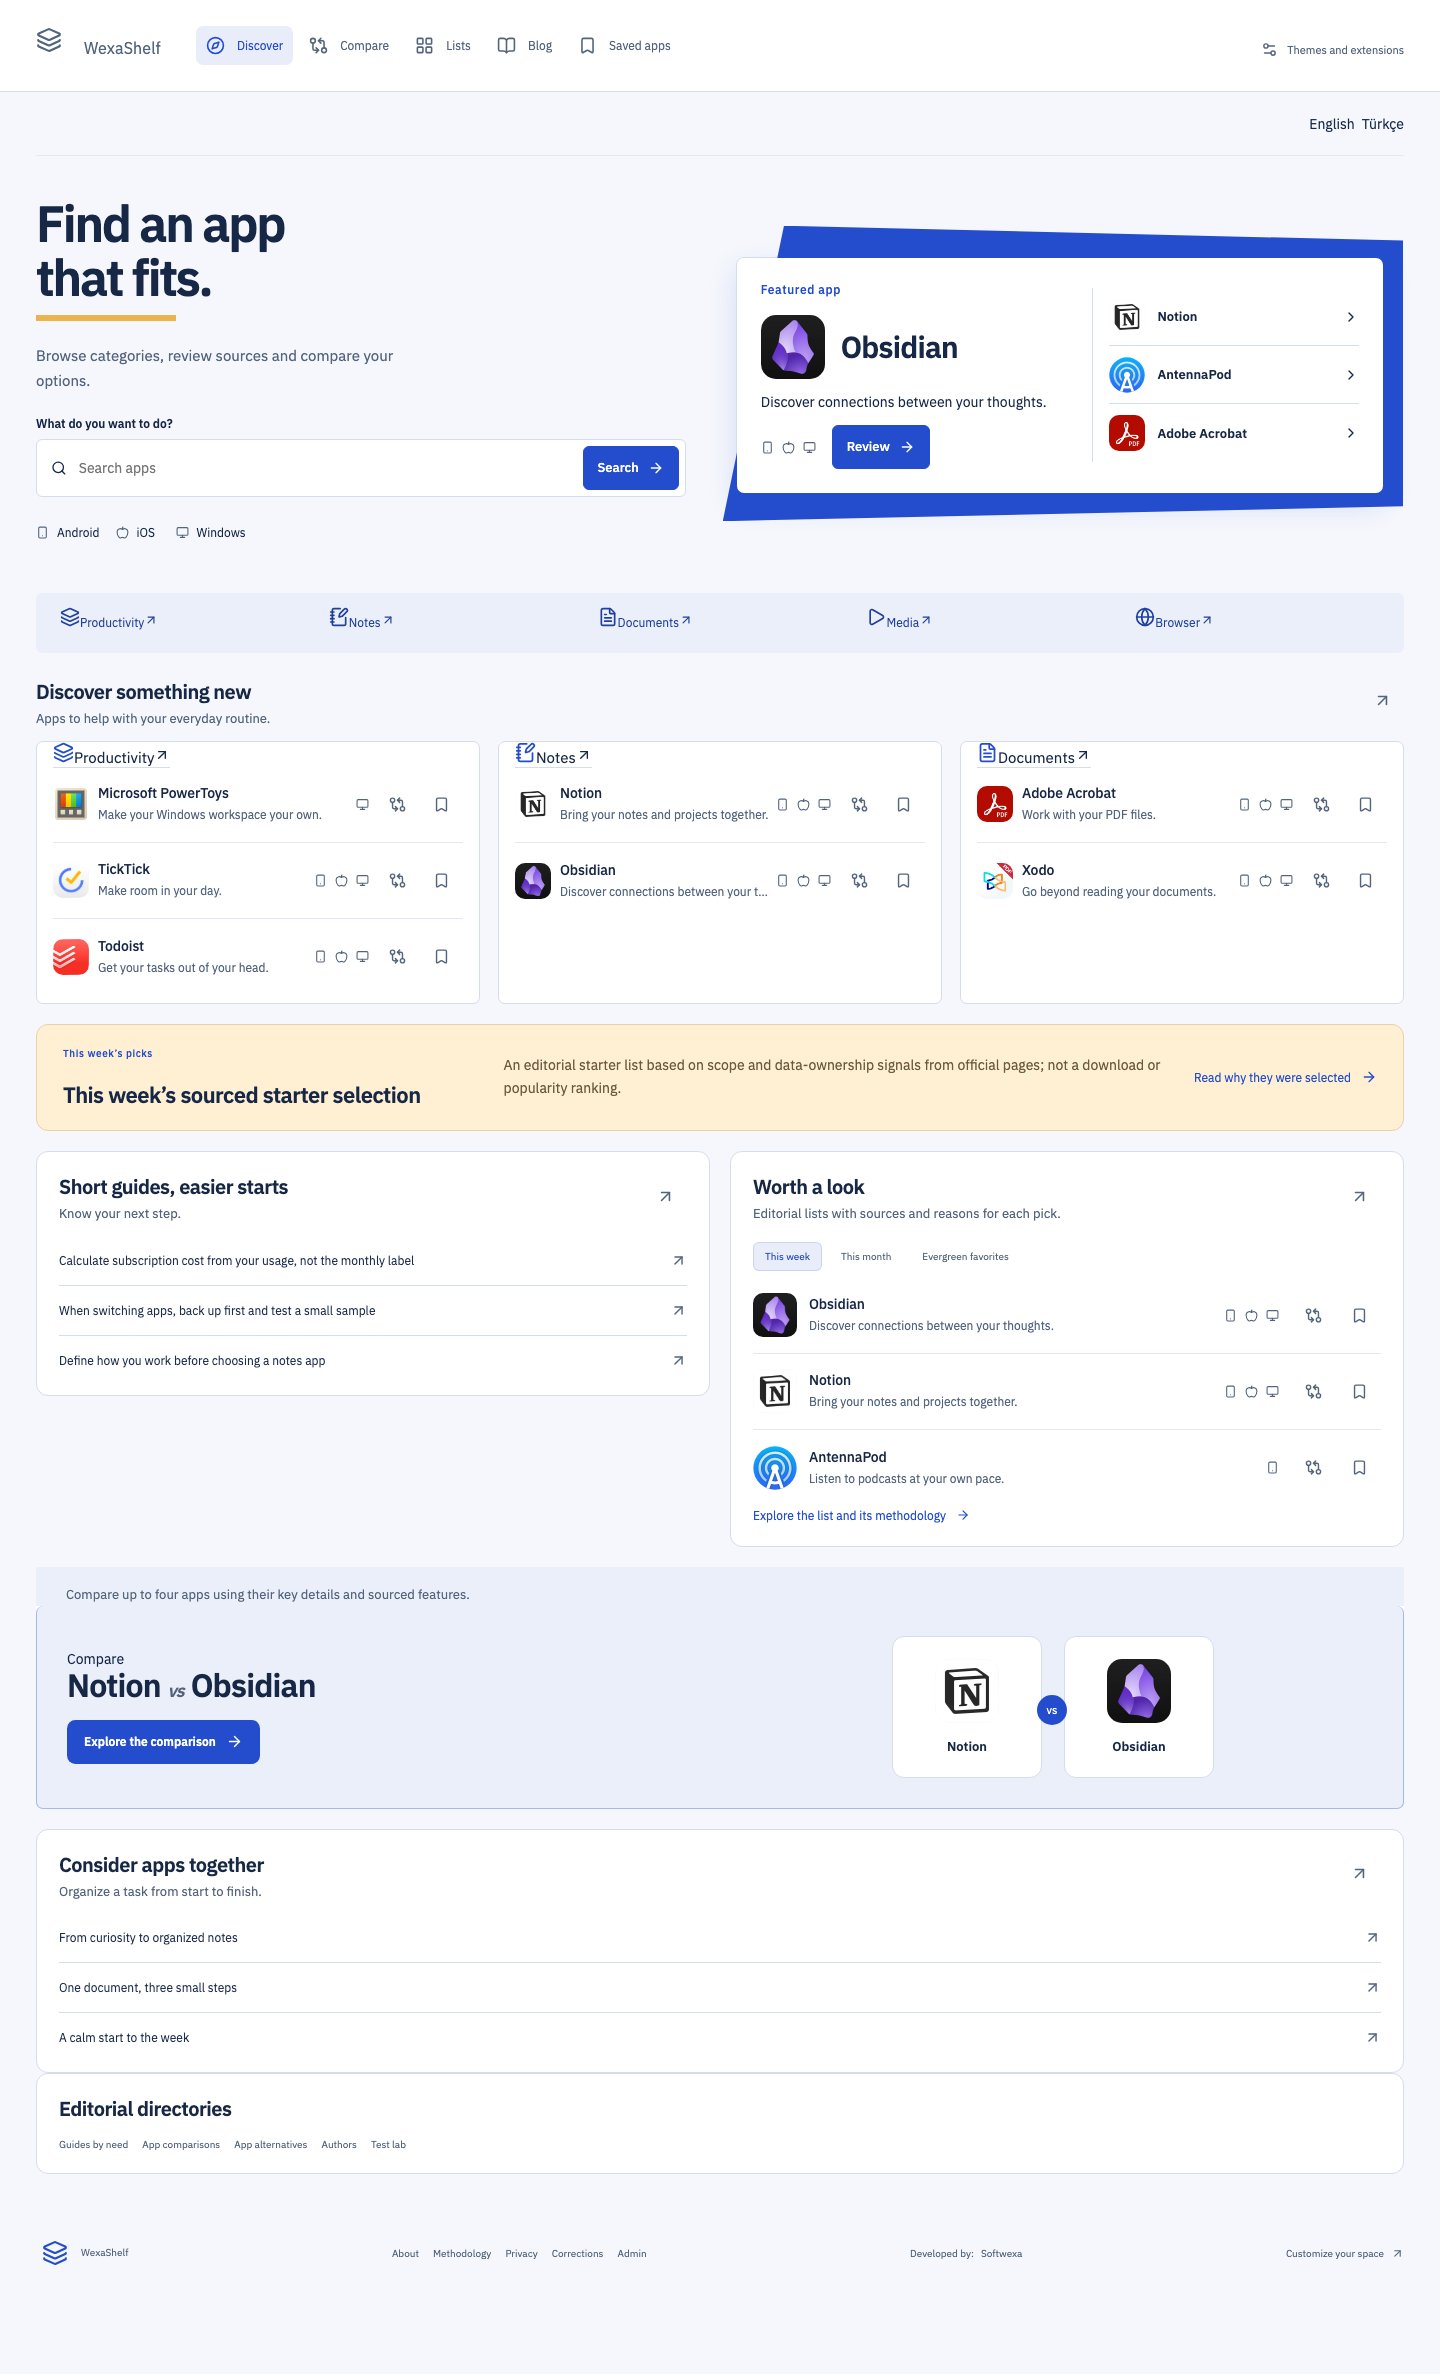 WexaShelf
Discover
Compare
Lists
Blog
Saved apps
Themes and extensions
English Türkçe
Find an app
that fits.
Browse categories, review sources and compare your
options.
What do you want to do?
Search apps
Search
Android
iOS
Windows
Featured app
Obsidian
Discover connections between your thoughts.
Review
Notion
AntennaPod
Adobe Acrobat
Productivity
Notes
Documents
Media
Browser
Discover something new
Apps to help with your everyday routine.
Productivity
Microsoft PowerToys
Make your Windows workspace your own.
TickTick
Make room in your day.
Todoist
Get your tasks out of your head.
Notes
Notion
Bring your notes and projects together.
Obsidian
Discover connections between your t...
Documents
Adobe Acrobat
Work with your PDF files.
Xodo
Go beyond reading your documents.
This week's picks
This week’s sourced starter selection
An editorial starter list based on scope and data-ownership signals from official pages; not a download or
popularity ranking.
Read why they were selected
Short guides, easier starts
Know your next step.
Calculate subscription cost from your usage, not the monthly label
When switching apps, back up first and test a small sample
Define how you work before choosing a notes app
Worth a look
Editorial lists with sources and reasons for each pick.
This week
This month
Evergreen favorites
Obsidian
Discover connections between your thoughts.
Notion
Bring your notes and projects together.
AntennaPod
Listen to podcasts at your own pace.
Explore the list and its methodology
Compare up to four apps using their key details and sourced features.
Compare
Notion vs Obsidian
Explore the comparison
Notion
vs
Obsidian
Consider apps together
Organize a task from start to finish.
From curiosity to organized notes
One document, three small steps
A calm start to the week
Editorial directories
Guides by need
App comparisons
App alternatives
Authors
Test lab
WexaShelf
About
Methodology
Privacy
Corrections
Admin
Developed by: Softwexa
Customize your space